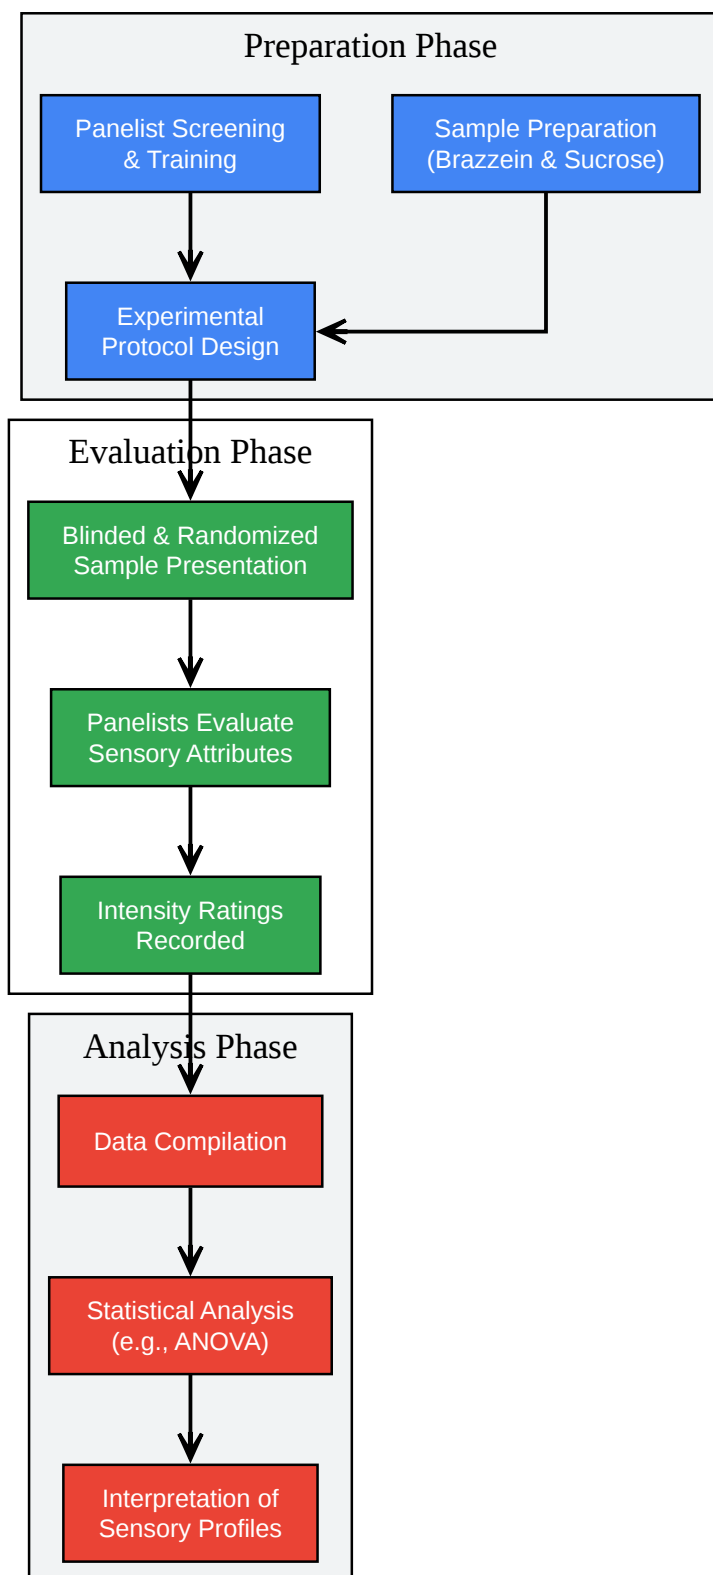 Preparation Phase
Panelist Screening
& Training
Sample Preparation
(Brazzein & Sucrose)
Experimental
Protocol Design
Evaluation Phase
Blinded & Randomized
Sample Presentation
Panelists Evaluate
Sensory Attributes
Intensity Ratings
Recorded
Analysis Phase
Data Compilation
Statistical Analysis
(e.g., ANOVA)
Interpretation of
Sensory Profiles